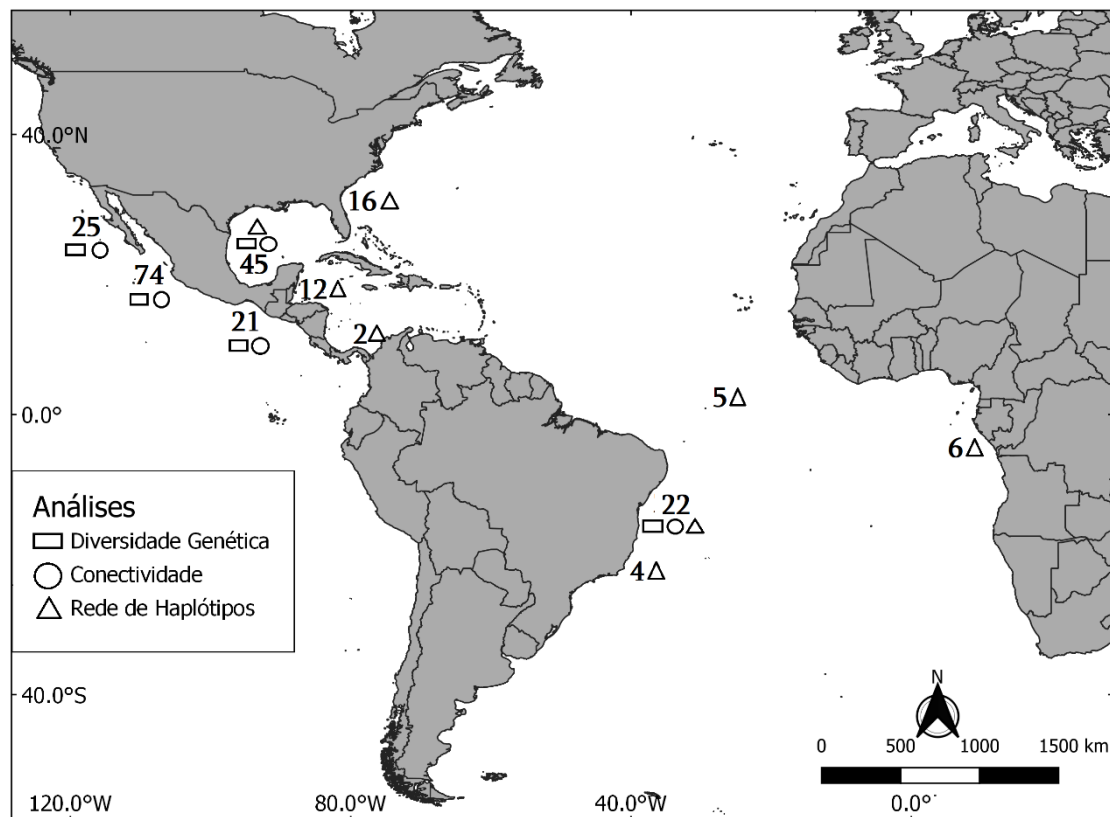 40.0°N
16
25
45
74
12
21
2
0.0°
5
6
22
4
Análises
Diversidade Genética
Conectividade
Rede de Haplótipos
40.0°S
N
0 500 1000 1500 km
120.0°W 80.0°W 40.0°W 0.0°